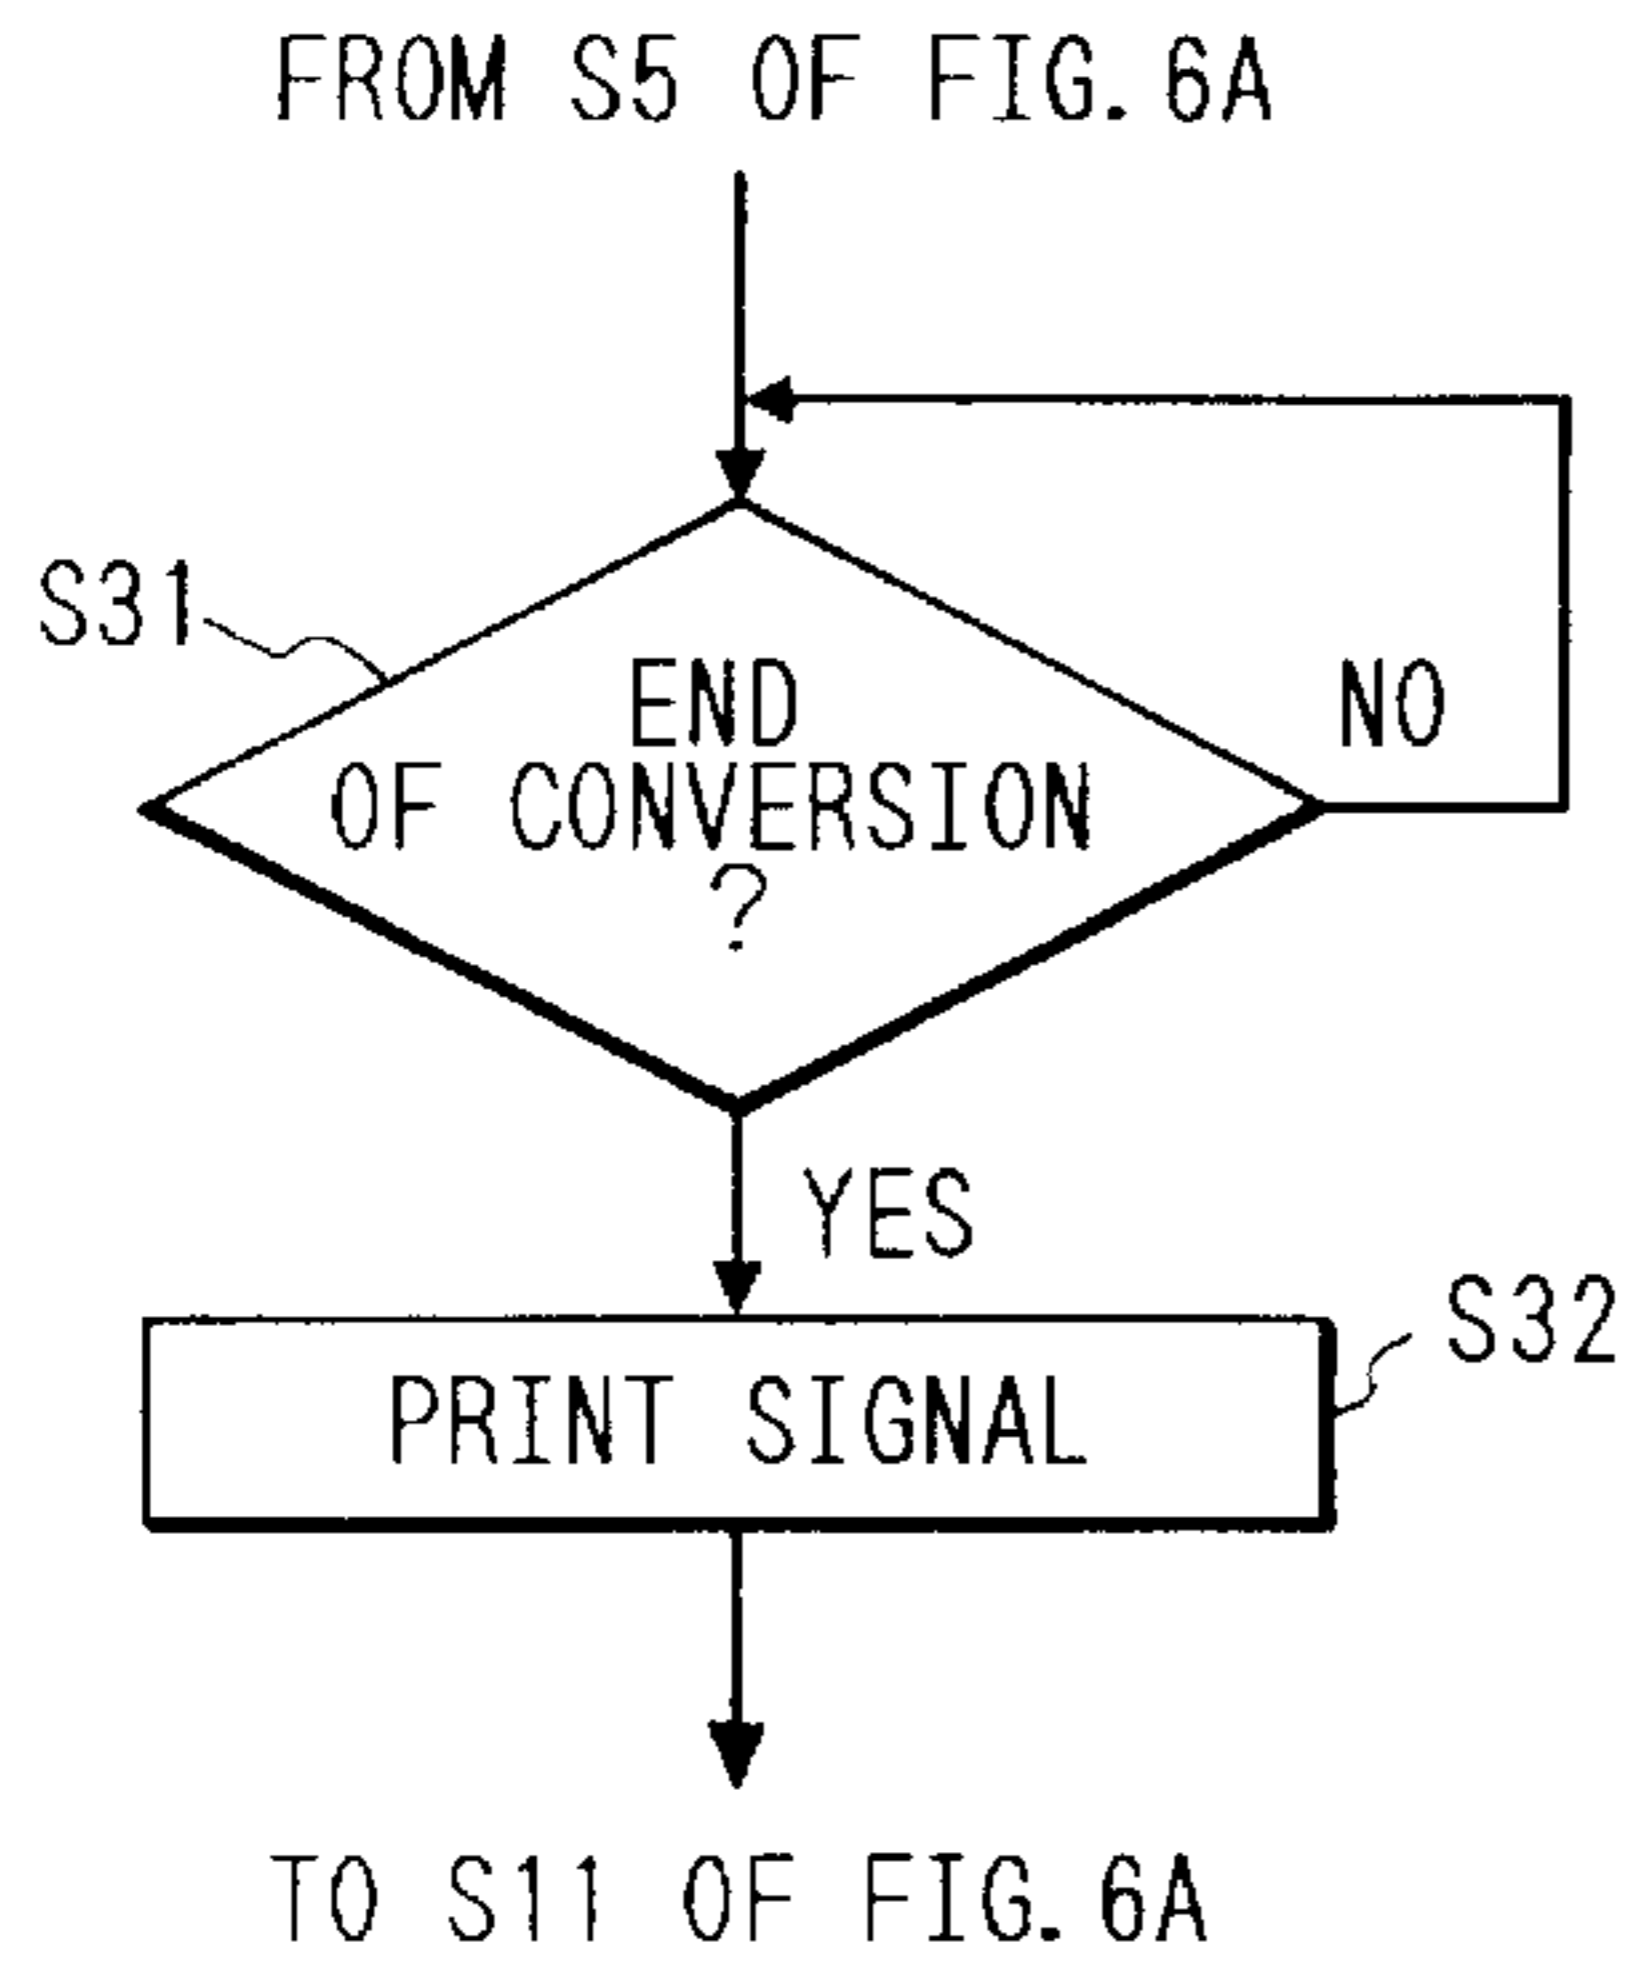 FROM S5 OF FIG. 6A
S31
END
OF CONVERSION
?
NO
YES
S32
PRINT SIGNAL
TO S11 OF FIG. 6A